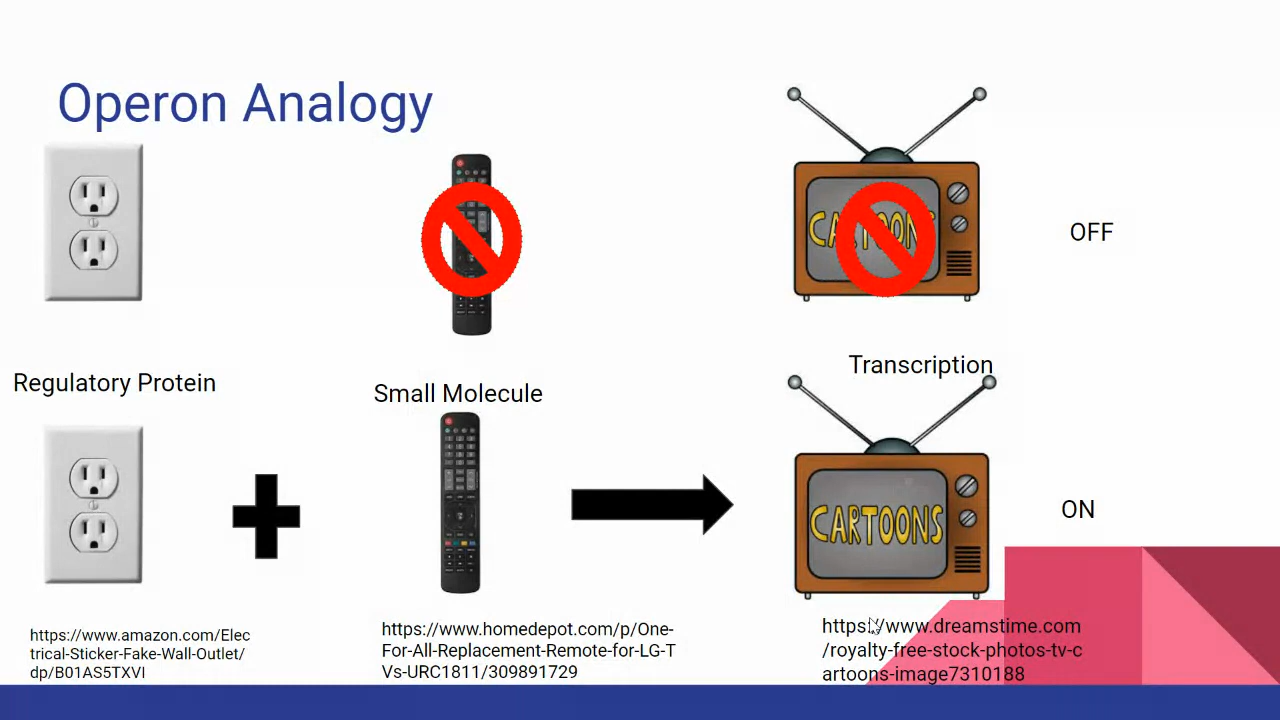 Operon Analogy
CARTOONS
OFF
Regulatory Protein
Small Molecule
Transcription
CARTOONS
ON
https://www.amazon.com/Elec
trical-Sticker-Fake-Wall-Outlet/
dp/B01AS5TXVI
https://www.homedepot.com/p/One-
For-All-Replacement-Remote-for-LG-T
Vs-URC1811/309891729
https://www.dreamstime.com
/royalty-free-stock-photos-tv-c
artoons-image7310188